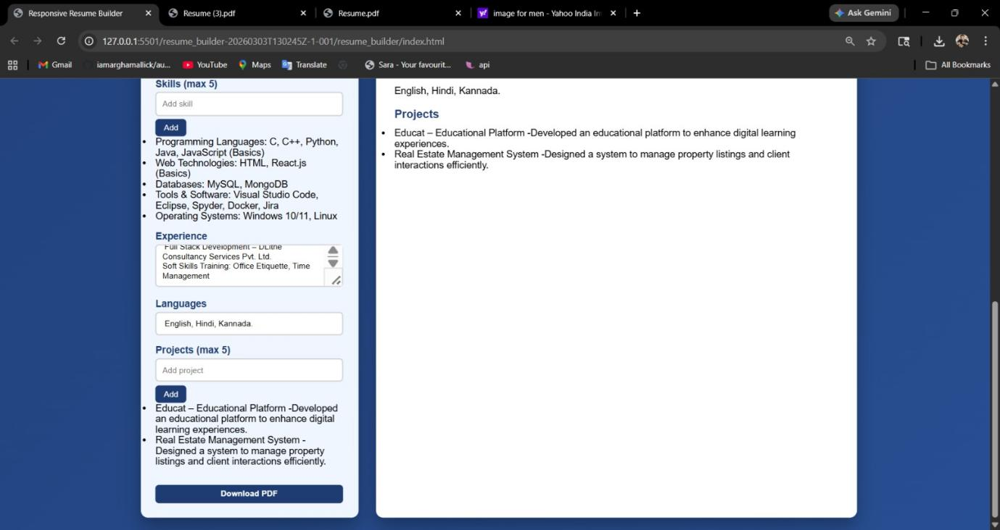 Responsive Resume Builder
Resume (3).pdf
Resume.pdf
image for men - Yahoo India In
Ask Gemini
127.0.0.1:5501/resume_builder-20260303T130245Z-1-001/resume_builder/index.html
Gmail
iamarghamallick/au...
YouTube
Maps
Translate
Sara - Your favourit...
api
All Bookmarks
Skills (max 5)
Add skill
Add
• Programming Languages: C, C++, Python,
Java, JavaScript (Basics)
• Web Technologies: HTML, React.js
(Basics)
• Databases: MySQL, MongoDB
• Tools & Software: Visual Studio Code,
Eclipse, Spyder, Docker, Jira
• Operating Systems: Windows 10/11, Linux
Experience
Full Stack Development – DLithe
Consultancy Services Pvt. Ltd.
Soft Skills Training: Office Etiquette, Time
Management
Languages
English, Hindi, Kannada.
Projects (max 5)
Add project
Add
• Educat – Educational Platform -Developed
an educational platform to enhance digital
learning experiences.
• Real Estate Management System -
Designed a system to manage property
listings and client interactions efficiently.
Download PDF
English, Hindi, Kannada.
Projects
• Educat – Educational Platform -Developed an educational platform to enhance digital learning
experiences.
• Real Estate Management System -Designed a system to manage property listings and client
interactions efficiently.